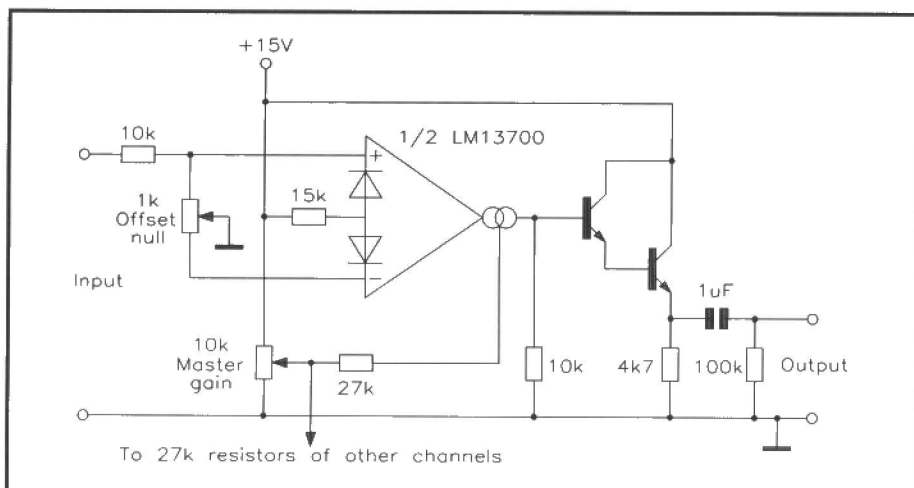 +15V
10k
1/2 LM13700
+
15k
1k
Offset
null
−
Input
1uF
10k
Master
gain
27k
10k
4k7
100k
Output
To 27k resistors of other channels